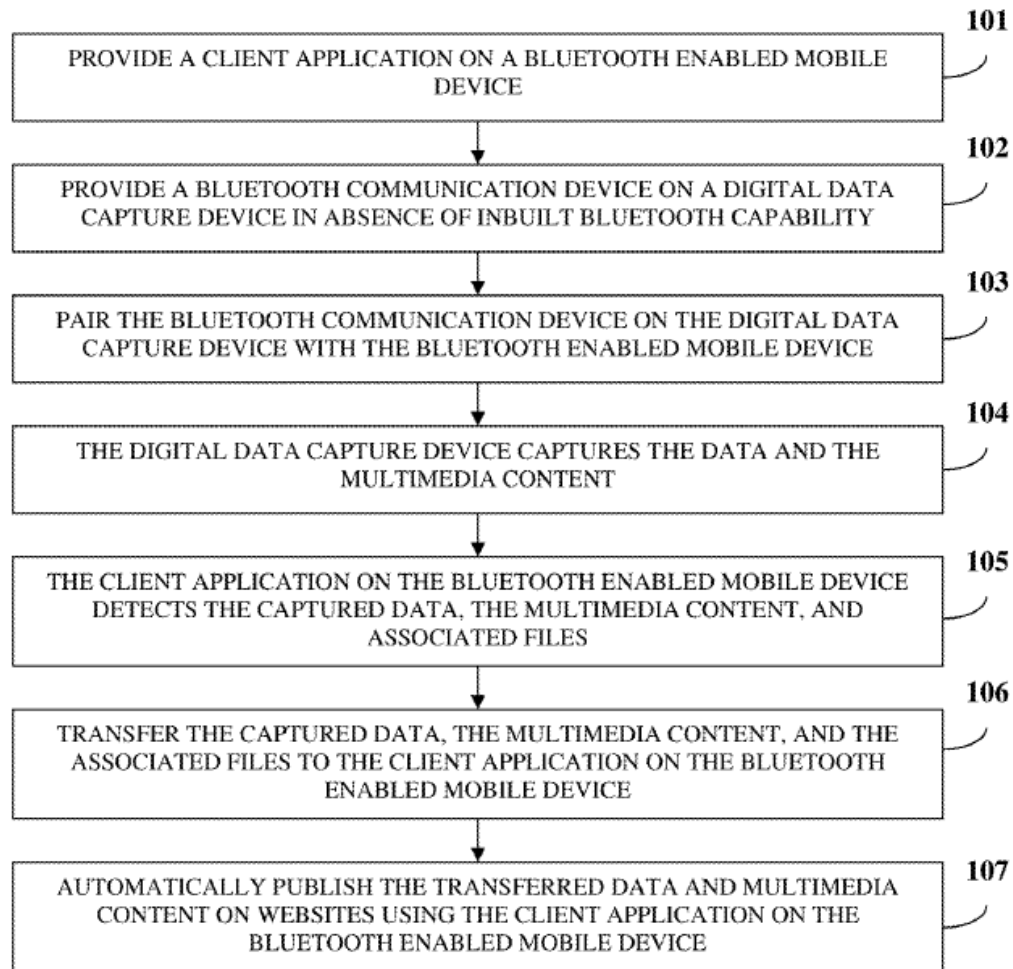 101
PROVIDE A CLIENT APPLICATION ON A BLUETOOTH ENABLED MOBILE
DEVICE
102
PROVIDE A BLUETOOTH COMMUNICATION DEVICE ON A DIGITAL DATA
CAPTURE DEVICE IN ABSENCE OF INBUILT BLUETOOTH CAPABILITY
103
PAIR THE BLUETOOTH COMMUNICATION DEVICE ON THE DIGITAL DATA
CAPTURE DEVICE WITH THE BLUETOOTH ENABLED MOBILE DEVICE
104
THE DIGITAL DATA CAPTURE DEVICE CAPTURES THE DATA AND THE
MULTIMEDIA CONTENT
105
THE CLIENT APPLICATION ON THE BLUETOOTH ENABLED MOBILE DEVICE
DETECTS THE CAPTURED DATA, THE MULTIMEDIA CONTENT, AND
ASSOCIATED FILES
106
TRANSFER THE CAPTURED DATA, THE MULTIMEDIA CONTENT, AND THE
ASSOCIATED FILES TO THE CLIENT APPLICATION ON THE BLUETOOTH
ENABLED MOBILE DEVICE
107
AUTOMATICALLY PUBLISH THE TRANSFERRED DATA AND MULTIMEDIA
CONTENT ON WEBSITES USING THE CLIENT APPLICATION ON THE
BLUETOOTH ENABLED MOBILE DEVICE